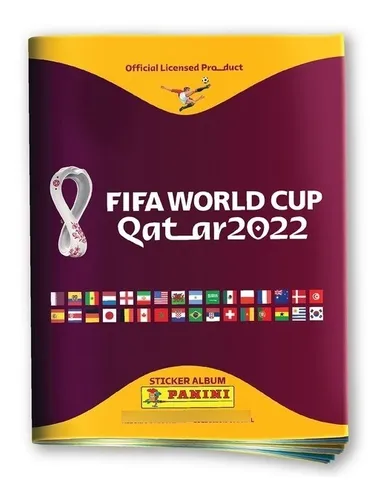 Official Licensed Product
FIFA WORLD CUP
Qatar2022
STICKER ALBUM
PANINI